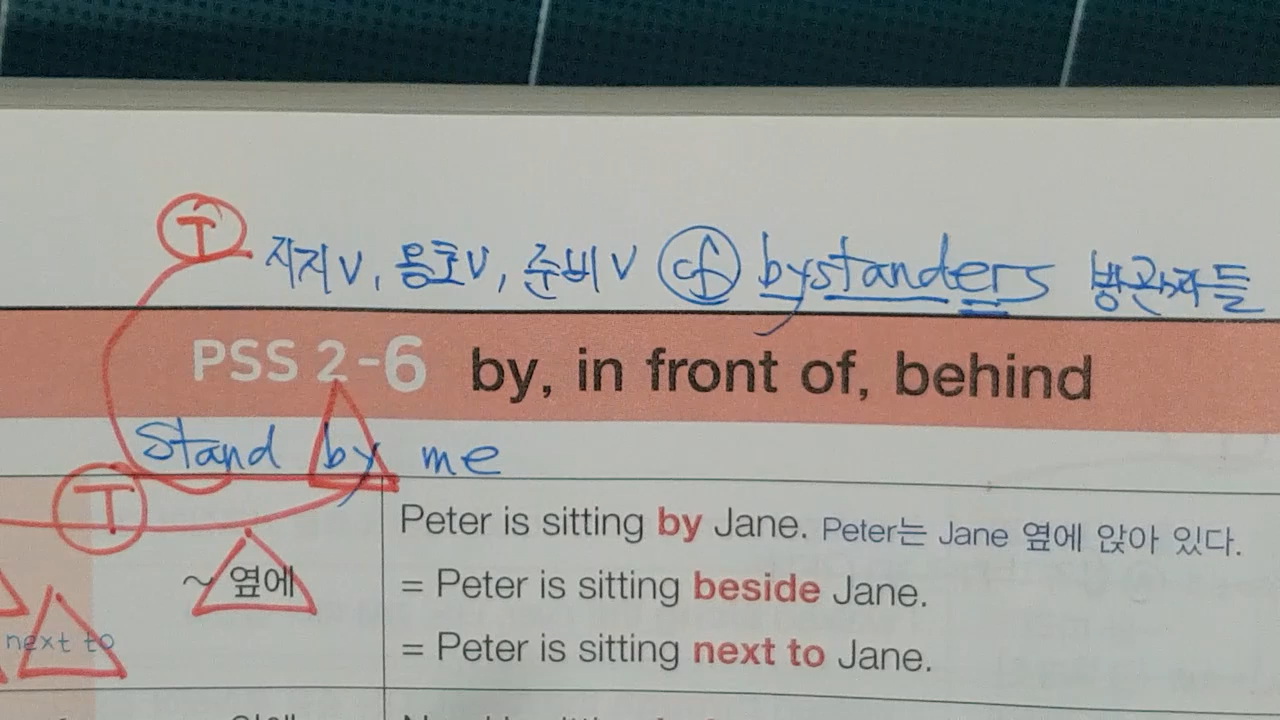 Ⓣ 지지V, 응호V, 준비V ⓒf bystanders 방관자들
PSS 2-6 by, in front of, behind
Stand by me
Ⓣ
~ 옆에
next to
Peter is sitting by Jane. Peter는 Jane 옆에 앉아 있다.
= Peter is sitting beside Jane.
= Peter is sitting next to Jane.